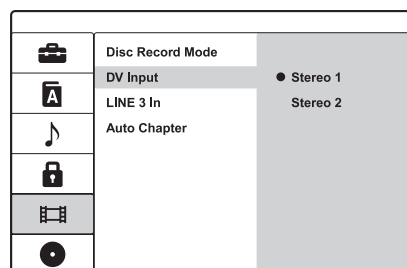 A
Disc Record Mode
DV Input
Stereo 1
LINE 3 In
Stereo 2
Auto Chapter